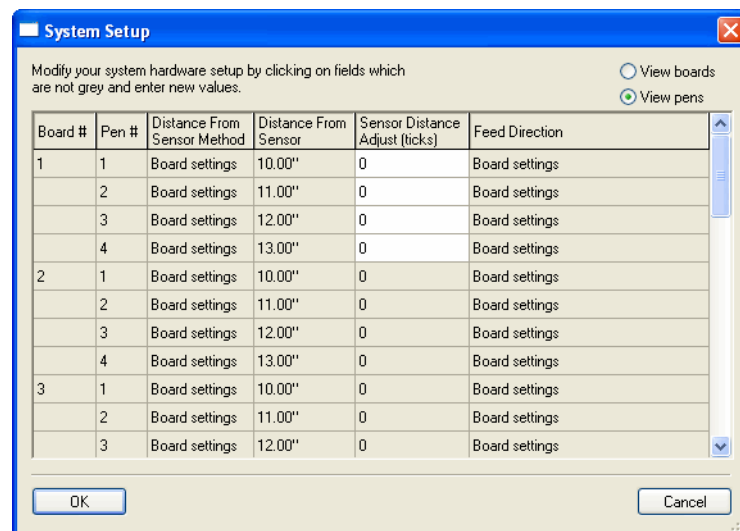 System Setup
Modify your system hardware setup by clicking on fields which
are not grey and enter new values.
View boards
View pens
Board # Pen # Distance From Sensor Method Distance From Sensor Sensor Distance Adjust (ticks) Feed Direction
1 1 Board settings 10.00" 0 Board settings
2 Board settings 11.00" 0 Board settings
3 Board settings 12.00" 0 Board settings
4 Board settings 13.00" 0 Board settings
2 1 Board settings 10.00" 0 Board settings
2 Board settings 11.00" 0 Board settings
3 Board settings 12.00" 0 Board settings
4 Board settings 13.00" 0 Board settings
3 1 Board settings 10.00" 0 Board settings
2 Board settings 11.00" 0 Board settings
3 Board settings 12.00" 0 Board settings
OK Cancel